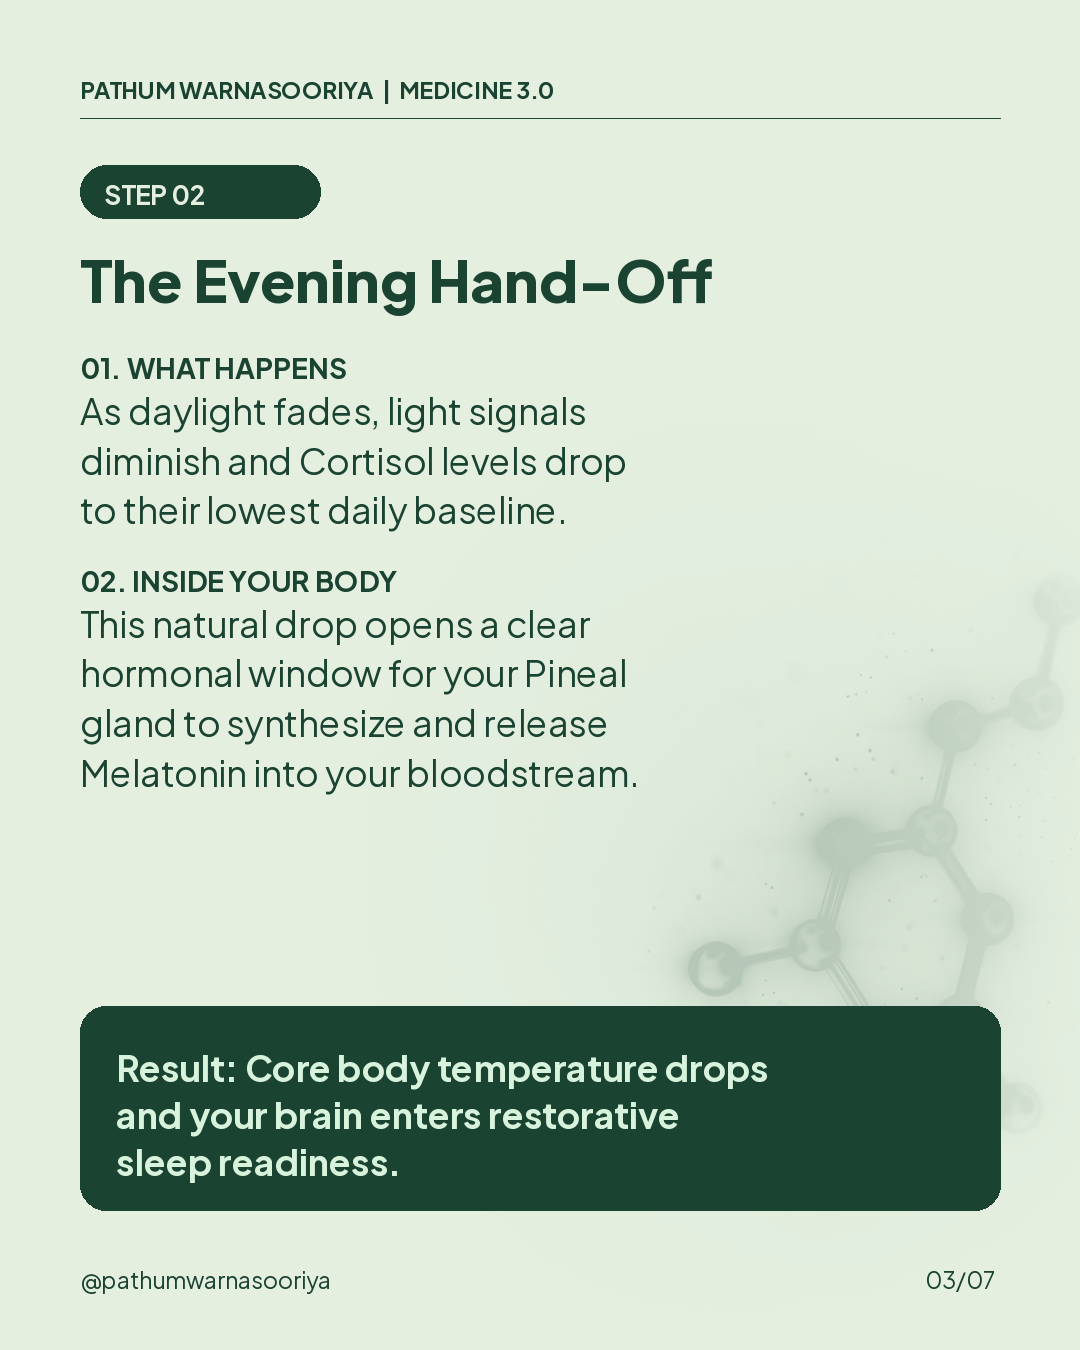 PATHUM WARNASOORIYA | MEDICINE 3.0
STEP 02
The Evening Hand-Off
01. WHAT HAPPENS
As daylight fades, light signals
diminish and Cortisol levels drop
to their lowest daily baseline.
02. INSIDE YOUR BODY
This natural drop opens a clear
hormonal window for your Pineal
gland to synthesize and release
Melatonin into your bloodstream.
Result: Core body temperature drops
and your brain enters restorative
sleep readiness.
@pathumwarnasooriya
03/07